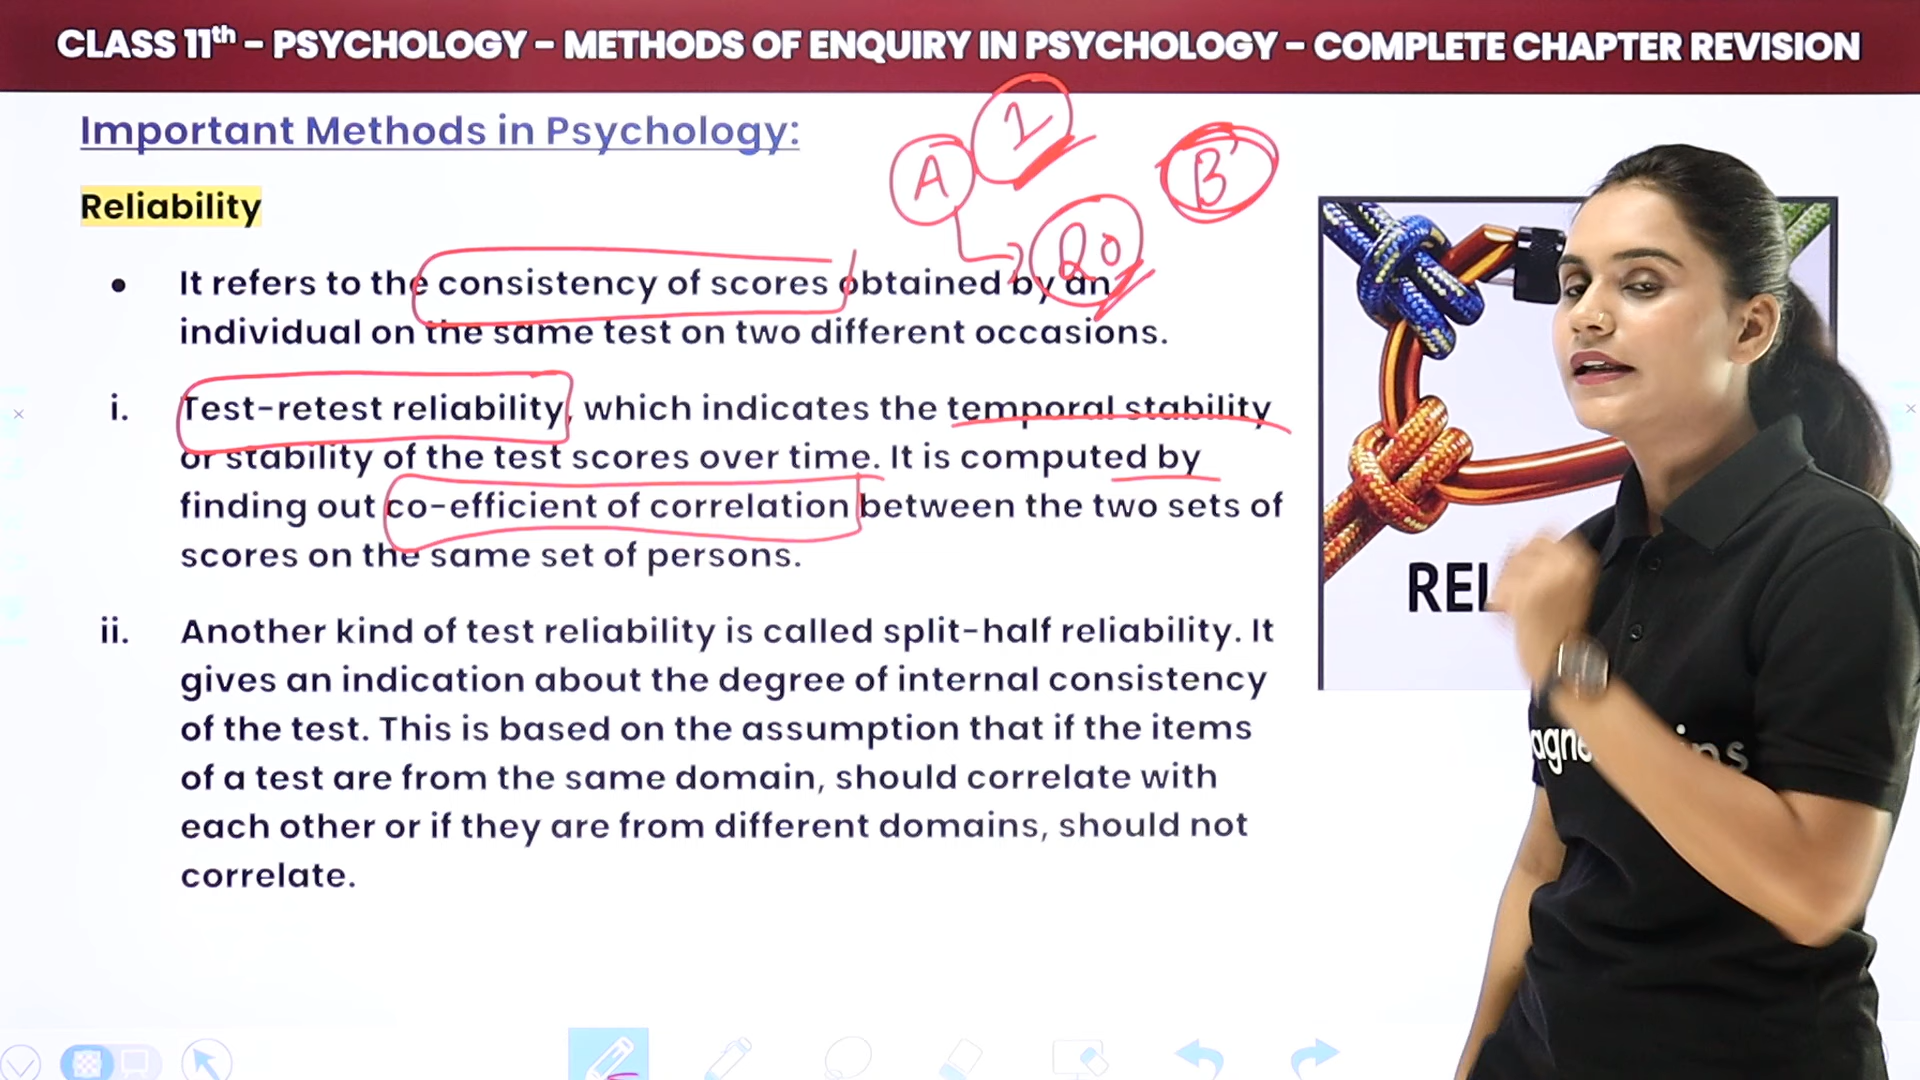 CLASS 11th – PSYCHOLOGY – METHODS OF ENQUIRY IN PSYCHOLOGY – COMPLETE CHAPTER REVISION
Important Methods in Psychology:
A 1 B
20
Reliability
• It refers to the consistency of scores obtained by an
individual on the same test on two different occasions.
i. Test-retest reliability, which indicates the temporal stability
or stability of the test scores over time. It is computed by
finding out co-efficient of correlation between the two sets of
scores on the same set of persons.
ii. Another kind of test reliability is called split-half reliability. It
gives an indication about the degree of internal consistency
of the test. This is based on the assumption that if the items
of a test are from the same domain, should correlate with
each other or if they are from different domains, should not
correlate.